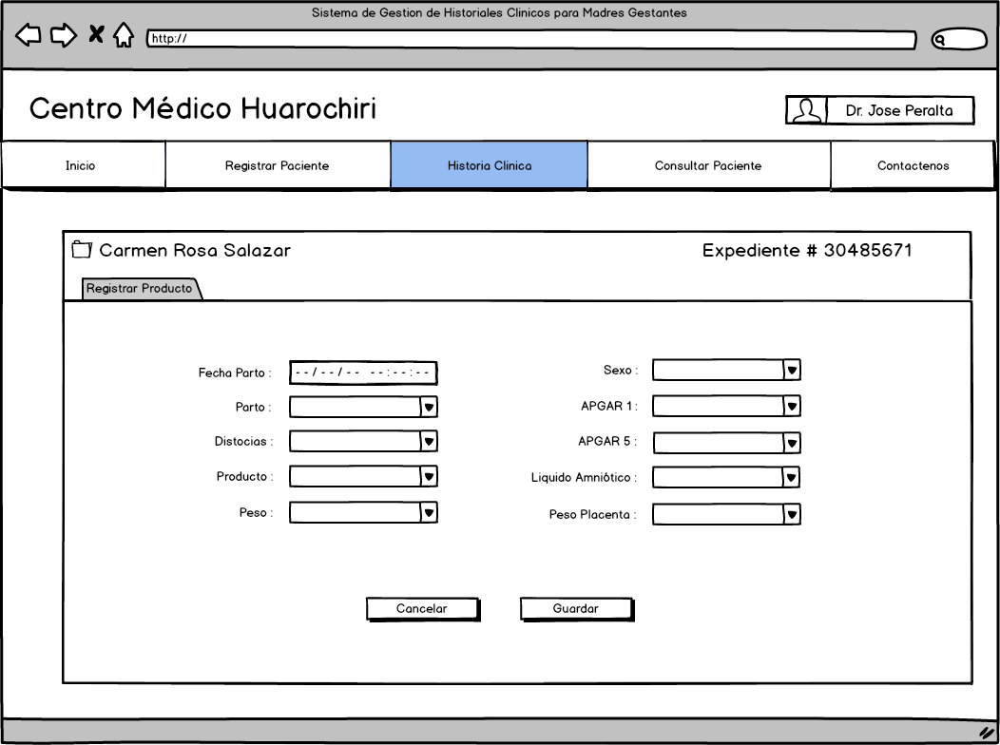 Sistema de Gestion de Historiales Clinicos para Madres Gestantes
http://
Centro Médico Huarochiri
Dr. Jose Peralta
Inicio
Registrar Paciente
Historia Clinica
Consultar Paciente
Contactenos
Carmen Rosa Salazar
Expediente # 30485671
Registrar Producto
Fecha Parto : --/--/-- --:--:--
Parto :
Distocias :
Producto :
Peso :
Sexo :
APGAR 1 :
APGAR 5 :
Liquido Amniótico :
Peso Placenta :
Cancelar
Guardar